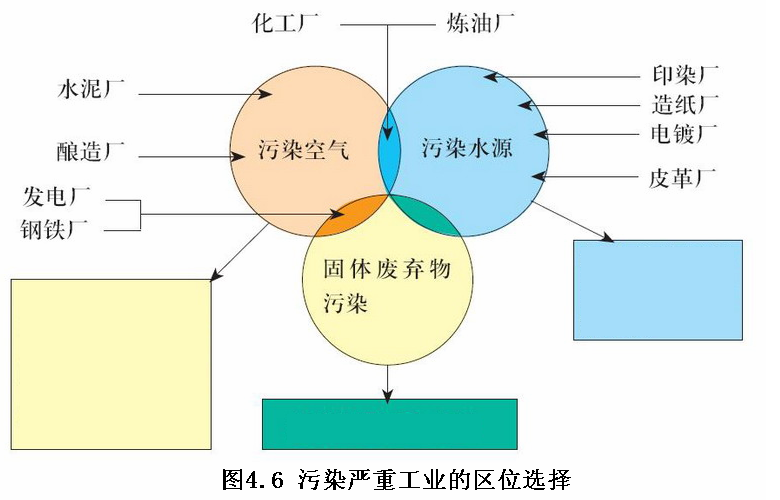 化工厂
炼油厂
水泥厂
酿造厂
发电厂
钢铁厂
污染空气
污染水源
印染厂
造纸厂
电镀厂
皮革厂
固体废弃物
污染
图4.6 污染严重工业的区位选择